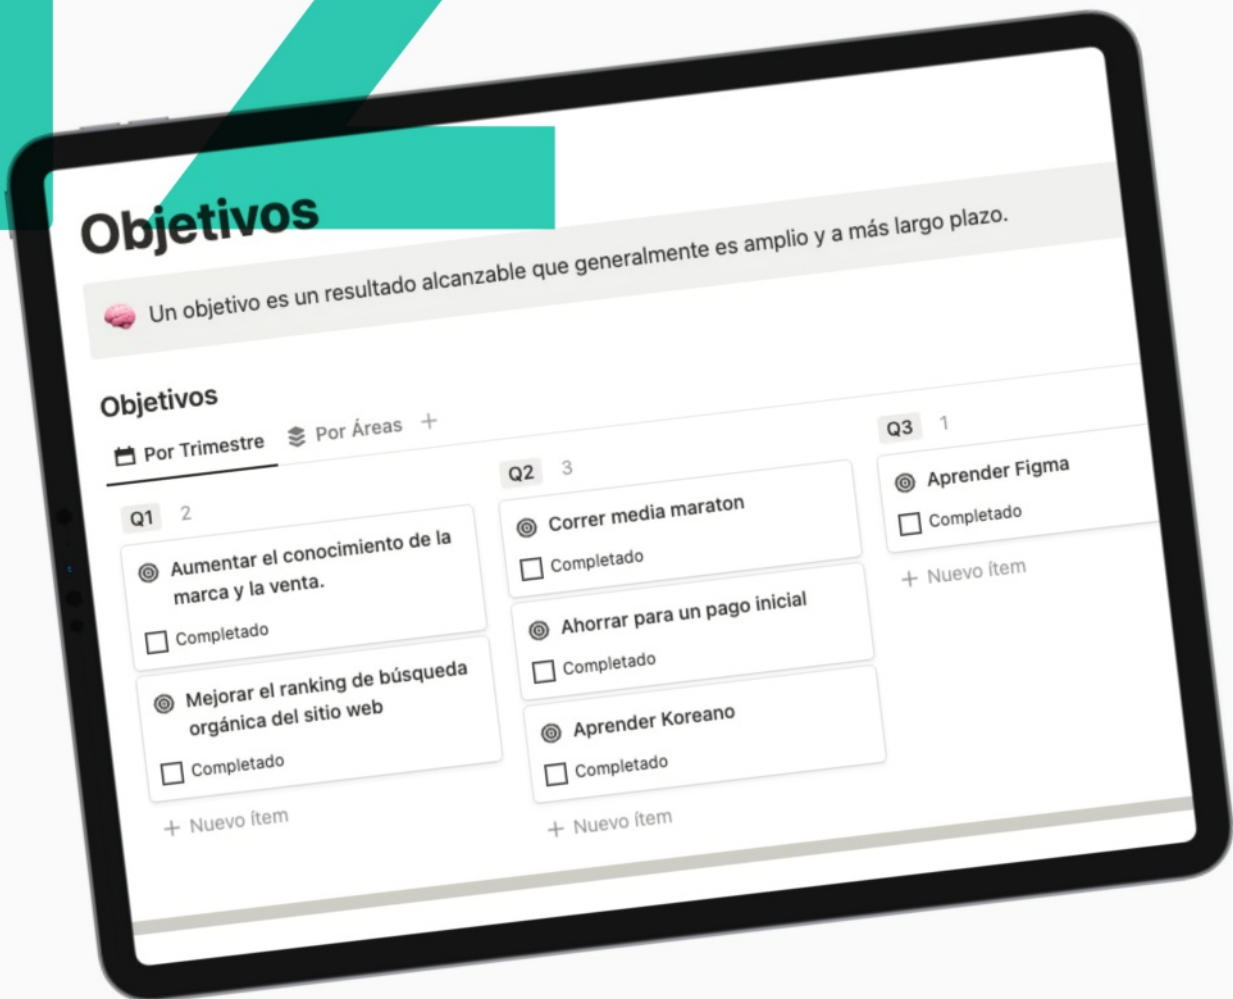 Objetivos
Un objetivo es un resultado alcanzable que generalmente es amplio y a más largo plazo.
Objetivos
Por Trimestre
Por Áreas
Q1 2
Aumentar el conocimiento de la
marca y la venta.
Completado
Mejorar el ranking de búsqueda
orgánica del sitio web
Completado
+ Nuevo ítem
Q2 3
Correr media maraton
Completado
Ahorrar para un pago inicial
Completado
Aprender Koreano
Completado
+ Nuevo ítem
Q3 1
Aprender Figma
Completado
+ Nuevo ítem